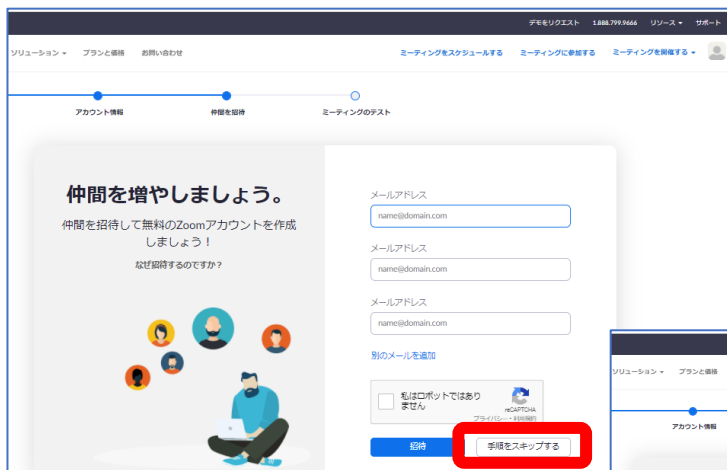 デモをリクエスト 1.888.799.9666 リソース サポート
ソリューション プランと価格 お問い合わせ ミーティングをスケジュールする ミーティングに参加する ミーティングを開催する
アカウント情報 仲間を招待 ミーティングのテスト
仲間を増やしましょう。
仲間を招待して無料のZoomアカウントを作成
しましょう！
なぜ招待するのですか？
メールアドレス
name@domain.com
メールアドレス
name@domain.com
メールアドレス
name@domain.com
別のメールを追加
私はロボットではあり
ません
reCAPTCHA
プライバシー - 利用規約
招待 手順をスキップする
ソリューション プランと価格
アカウント情報